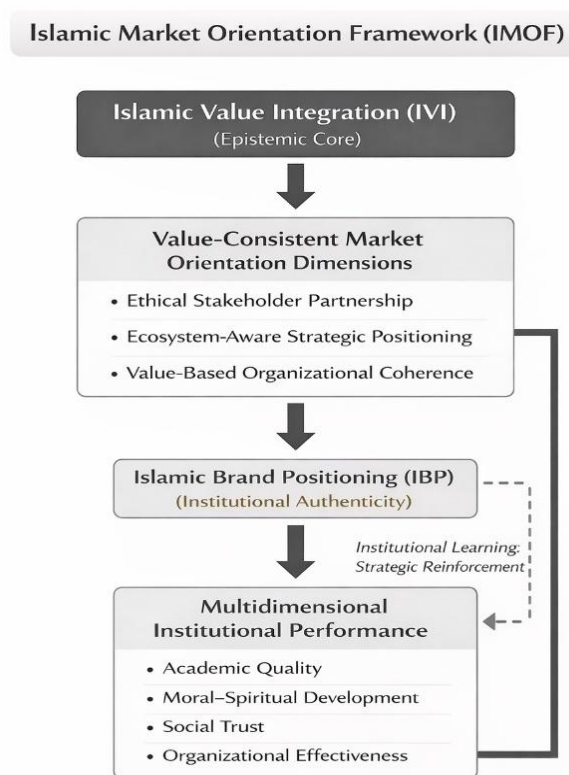 Islamic Market Orientation Framework (IMOF)
Islamic Value Integration (IVI)
(Epistemic Core)
Value-Consistent Market
Orientation Dimensions
• Ethical Stakeholder Partnership
• Ecosystem-Aware Strategic Positioning
• Value-Based Organizational Coherence
Islamic Brand Positioning (IBP)
(Institutional Authenticity)
Institutional Learning:
Strategic Reinforcement
Multidimensional
Institutional Performance
• Academic Quality
• Moral–Spiritual Development
• Social Trust
• Organizational Effectiveness